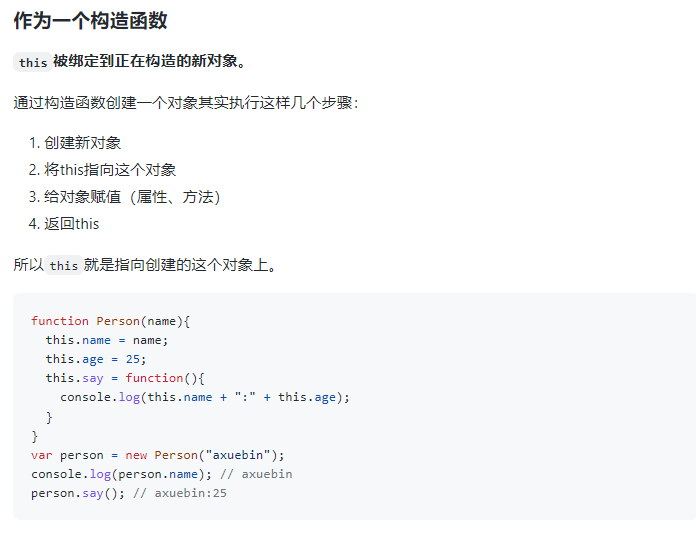 作为一个构造函数
this 被绑定到正在构造的新对象。
通过构造函数创建一个对象其实执行这样几个步骤：
1. 创建新对象
2. 将this指向这个对象
3. 给对象赋值（属性、方法）
4. 返回this
所以 this 就是指向创建的这个对象上。
function Person(name){
  this.name = name;
  this.age = 25;
  this.say = function(){
    console.log(this.name + ":" + this.age);
  }
}
var person = new Person("axuebin");
console.log(person.name); // axuebin
person.say(); // axuebin:25